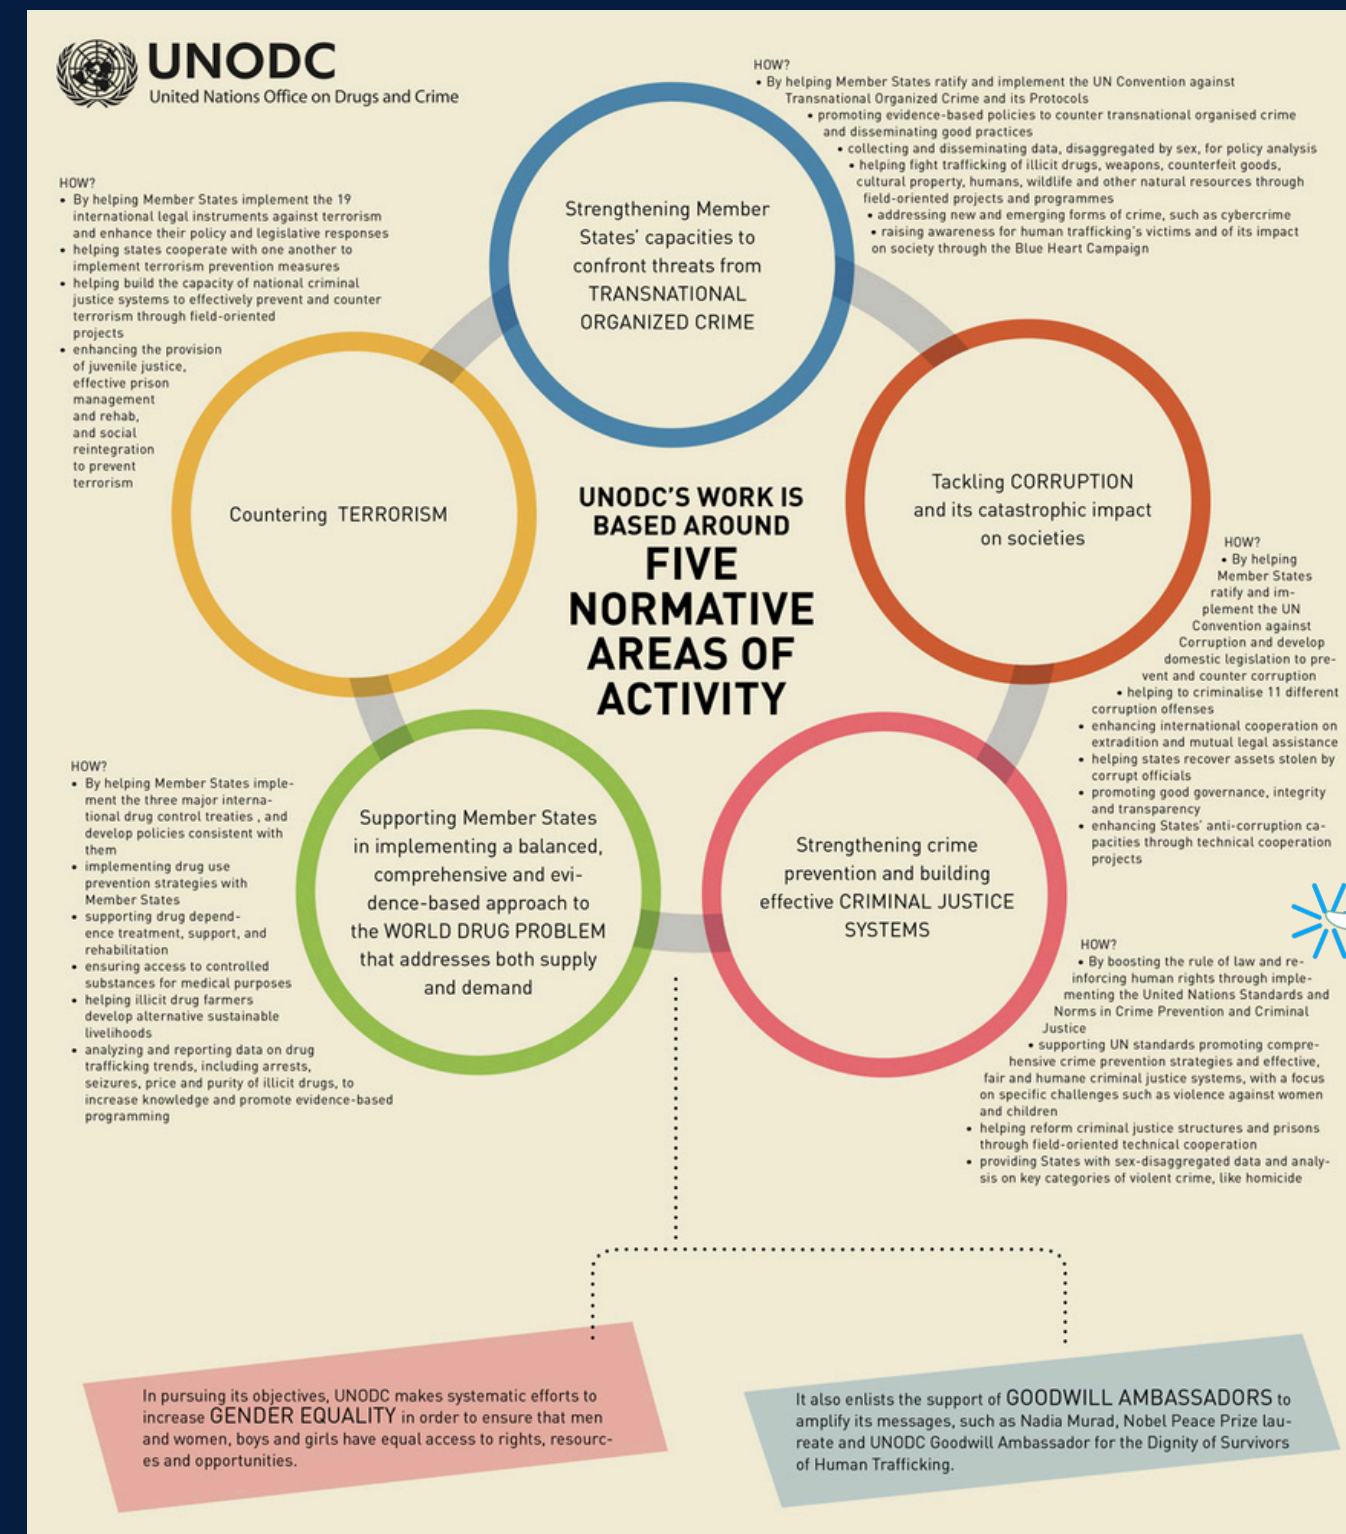 UNODC
United Nations Office on Drugs and Crime
HOW?
• By helping Member States ratify and implement the UN Convention against
Transnational Organized Crime and its Protocols
• promoting evidence-based policies to counter transnational organised crime
and disseminating good practices
• collecting and disseminating data, disaggregated by sex, for policy analysis
• helping fight trafficking of illicit drugs, weapons, counterfeit goods,
cultural property, humans, wildlife and other natural resources through
field-oriented projects and programmes
• addressing new and emerging forms of crime, such as cybercrime
• raising awareness for human trafficking's victims and of its impact
on society through the Blue Heart Campaign
Strengthening Member
States' capacities to
confront threats from
TRANSNATIONAL
ORGANIZED CRIME
HOW?
• By helping Member States implement the 19
international legal instruments against terrorism
and enhance their policy and legislative responses
• helping states cooperate with one another to
implement terrorism prevention measures
• helping build the capacity of national criminal
justice systems to effectively prevent and counter
terrorism through field-oriented
projects
• enhancing the provision
of juvenile justice,
effective prison
management
and rehab,
and social
reintegration
to prevent
terrorism
Countering TERRORISM
UNODC'S WORK IS
BASED AROUND
FIVE
NORMATIVE
AREAS OF
ACTIVITY
Tackling CORRUPTION
and its catastrophic impact
on societies
HOW?
• By helping
Member States
ratify and im-
plement the UN
Convention against
Corruption and develop
domestic legislation to pre-
vent and counter corruption
• helping to criminalise 11 different
corruption offenses
• enhancing international cooperation on
extradition and mutual legal assistance
• helping states recover assets stolen by
corrupt officials
• promoting good governance, integrity
and transparency
• enhancing States' anti-corruption ca-
pacities through technical cooperation
projects
HOW?
• By helping Member States imple-
ment the three major interna-
tional drug control treaties , and
develop policies consistent with
them
• implementing drug use
prevention strategies with
Member States
• supporting drug depend-
ence treatment, support, and
rehabilitation
• ensuring access to controlled
substances for medical purposes
• helping illicit drug farmers
develop alternative sustainable
livelihoods
• analyzing and reporting data on drug
trafficking trends, including arrests,
seizures, price and purity of illicit drugs, to
increase knowledge and promote evidence-based
programming
Supporting Member States
in implementing a balanced,
comprehensive and evi-
dence-based approach to
the WORLD DRUG PROBLEM
that addresses both supply
and demand
Strengthening crime
prevention and building
effective CRIMINAL JUSTICE
SYSTEMS
HOW?
• By boosting the rule of law and re-
inforcing human rights through imple-
menting the United Nations Standards and
Norms in Crime Prevention and Criminal
Justice
• supporting UN standards promoting compre-
hensive crime prevention strategies and effective,
fair and humane criminal justice systems, with a focus
on specific challenges such as violence against women
and children
• helping reform criminal justice structures and prisons
through field-oriented technical cooperation
• providing States with sex-disaggregated data and analy-
sis on key categories of violent crime, like homicide
In pursuing its objectives, UNODC makes systematic efforts to
increase GENDER EQUALITY in order to ensure that men
and women, boys and girls have equal access to rights, resourc-
es and opportunities.
It also enlists the support of GOODWILL AMBASSADORS to
amplify its messages, such as Nadia Murad, Nobel Peace Prize lau-
reate and UNODC Goodwill Ambassador for the Dignity of Survivors
of Human Trafficking.